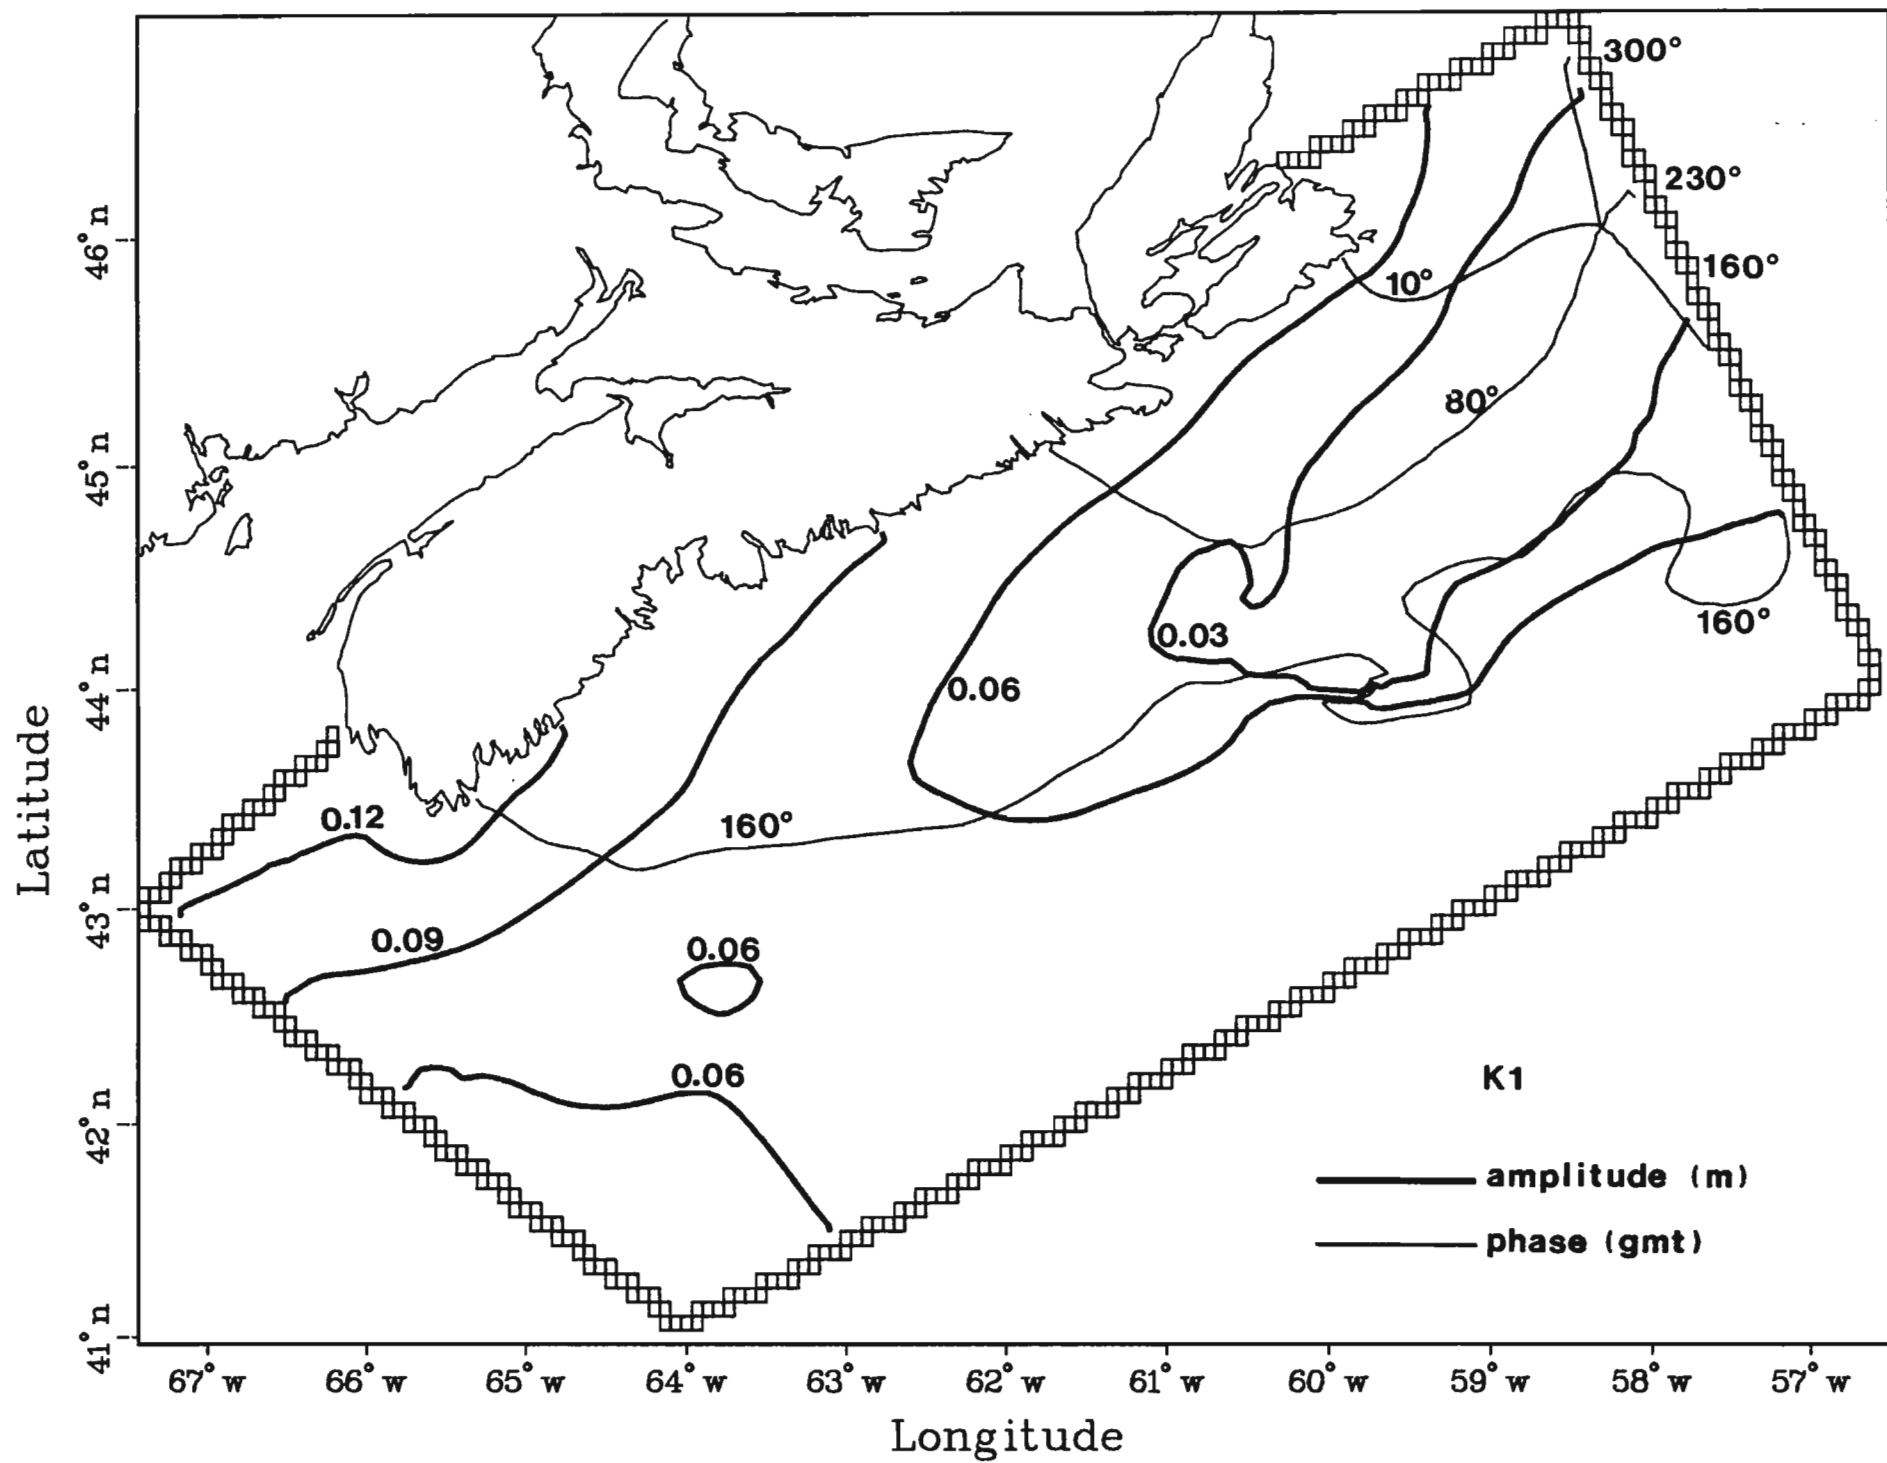 300°
230°
46° n
160°
10°
80°
45° n
160°
0.03
44° n
0.06
Latitude
0.12
160°
43° n
0.09
0.06
0.06
K1
42° n
amplitude (m)
phase (gmt)
41° n
67° w 66° w 65° w 64° w 63° w 62° w 61° w 60° w 59° w 58° w 57° w
Longitude